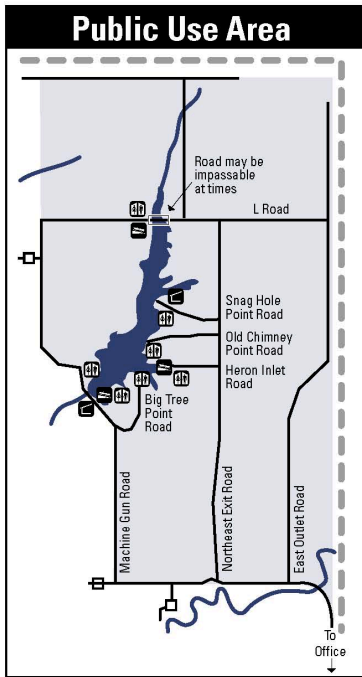 Public Use Area
Road may be
impassable
at times
L Road
Snag Hole
Point Road
Old Chimney
Point Road
Heron Inlet
Road
Big Tree
Point
Road
Machine Gun Road
Northeast Exit Road
East Outlet Road
To
Office